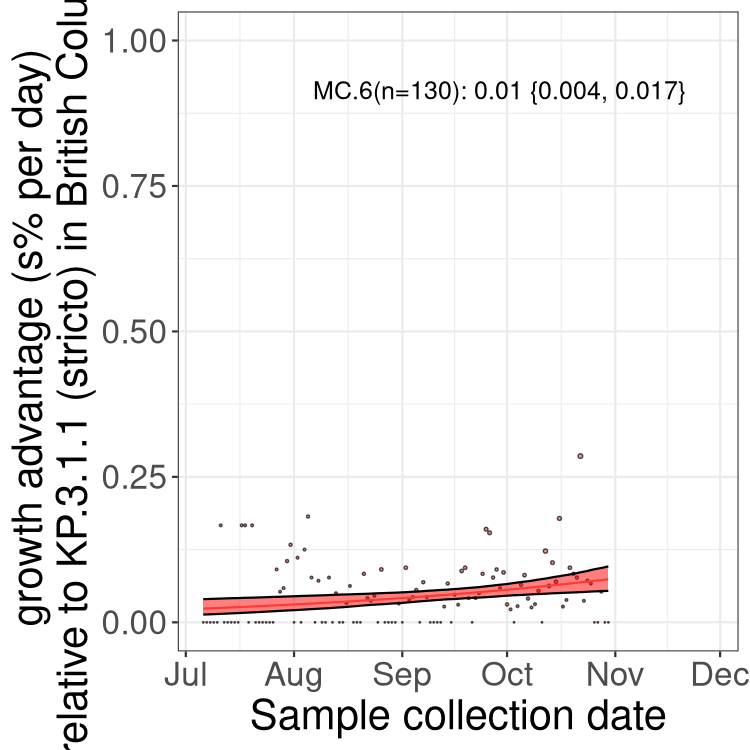 growth advantage (s% per day)
relative to KP.3.1.1 (stricto) in British Colu
1.00
0.75
0.50
0.25
0.00
MC.6(n=130): 0.01 {0.004, 0.017}
Jul Aug Sep Oct Nov Dec
Sample collection date